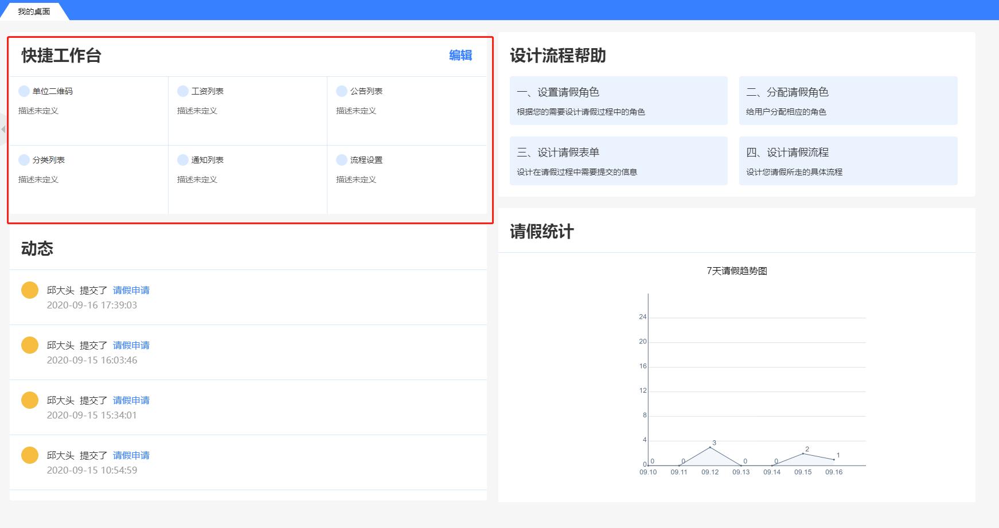 我的桌面
快捷工作台
编辑
单位二维码
描述未定义
工资列表
描述未定义
公告列表
描述未定义
分类列表
描述未定义
通知列表
描述未定义
流程设置
描述未定义
动态
邱大头 提交了 请假申请
2020-09-16 17:39:03
邱大头 提交了 请假申请
2020-09-15 16:03:46
邱大头 提交了 请假申请
2020-09-15 15:34:01
邱大头 提交了 请假申请
2020-09-15 10:54:59
设计流程帮助
一、设置请假角色
根据您的需要设计请假过程中的角色
二、分配请假角色
给用户分配相应的角色
三、设计请假表单
设计在请假过程中需要提交的信息
四、设计请假流程
设计您请假所走的具体流程
请假统计
7天请假趋势图
24
20
16
12
8
4
0
0 0 3 0 0 2 1
09.10 09.11 09.12 09.13 09.14 09.15 09.16